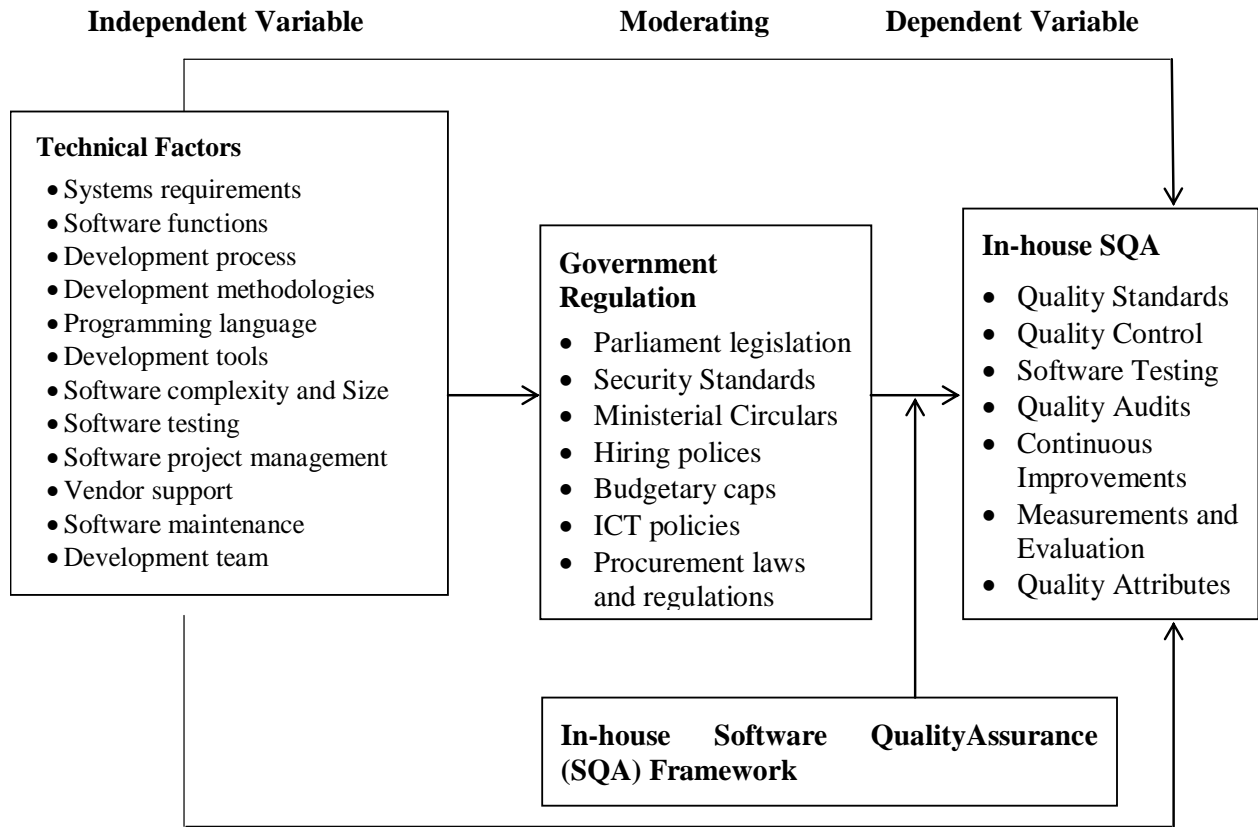 Independent Variable Moderating Dependent Variable
Technical Factors
• Systems requirements
• Software functions
• Development process
• Development methodologies
• Programming language
• Development tools
• Software complexity and Size
• Software testing
• Software project management
• Vendor support
• Software maintenance
• Development team
Government
Regulation
• Parliament legislation
• Security Standards
• Ministerial Circulars
• Hiring polices
• Budgetary caps
• ICT policies
• Procurement laws
and regulations
In-house SQA
• Quality Standards
• Quality Control
• Software Testing
• Quality Audits
• Continuous
Improvements
• Measurements and
Evaluation
• Quality Attributes
In-house Software QualityAssurance
(SQA) Framework